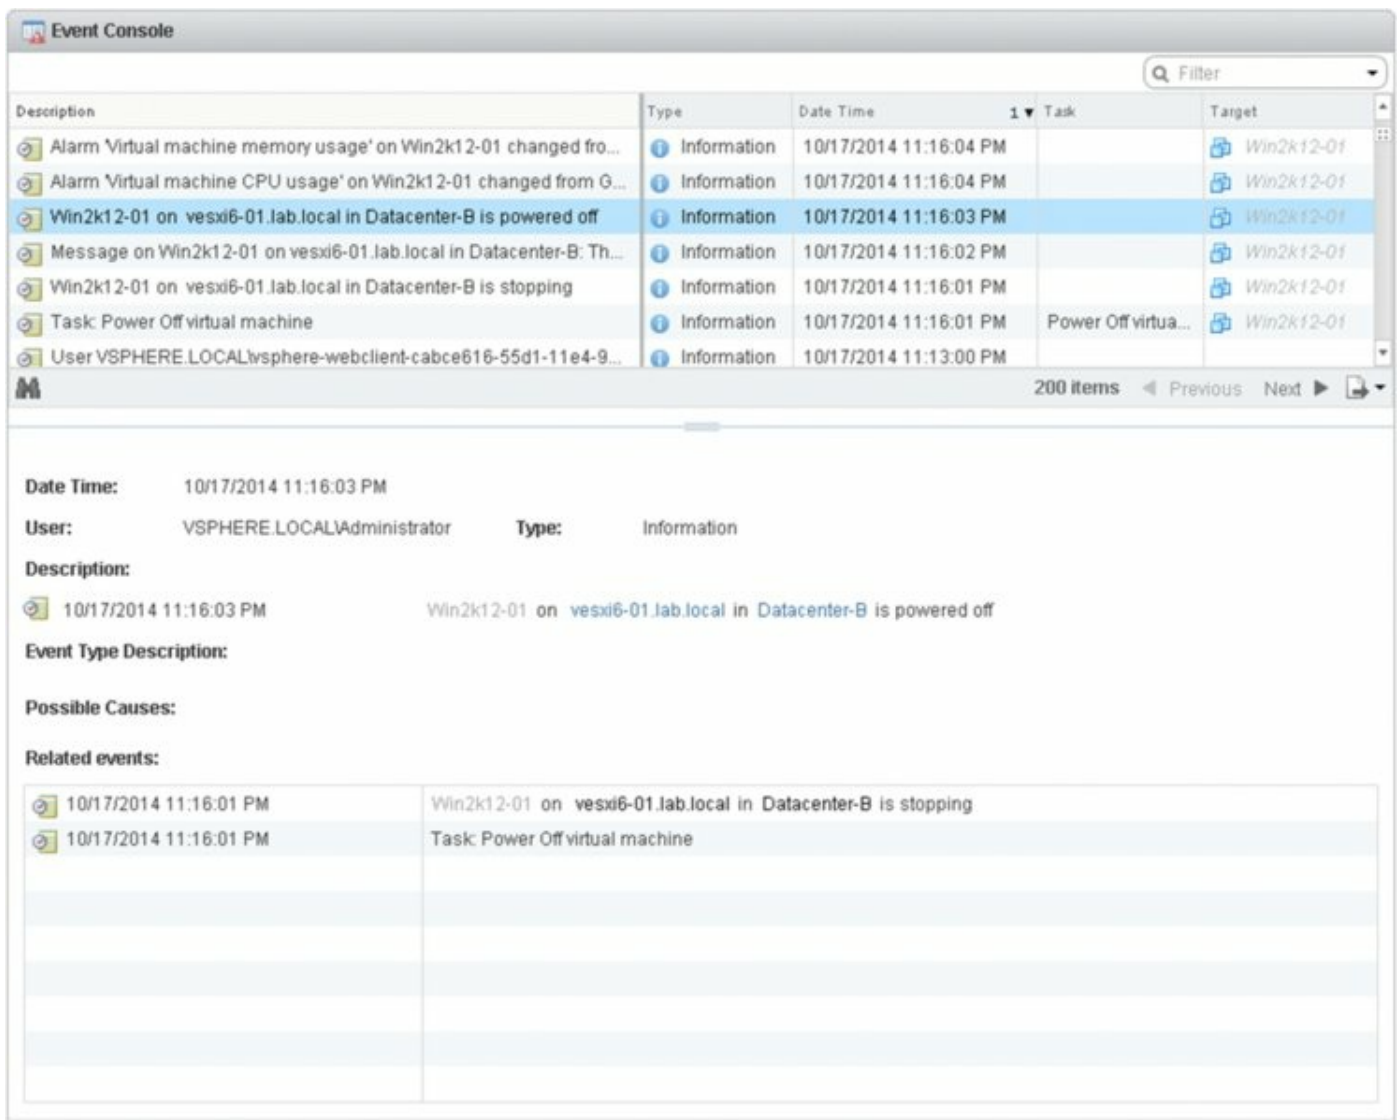 Event Console
Filter
Description Type Date Time 1 Task Target
Alarm 'Virtual machine memory usage' on Win2k12-01 changed fro... Information 10/17/2014 11:16:04 PM Win2k12-01
Alarm 'Virtual machine CPU usage' on Win2k12-01 changed from G... Information 10/17/2014 11:16:04 PM Win2k12-01
Win2k12-01 on vesxi6-01.lab.local in Datacenter-B is powered off Information 10/17/2014 11:16:03 PM Win2k12-01
Message on Win2k12-01 on vesxi6-01.lab.local in Datacenter-B: Th... Information 10/17/2014 11:16:02 PM Win2k12-01
Win2k12-01 on vesxi6-01.lab.local in Datacenter-B is stopping Information 10/17/2014 11:16:01 PM Win2k12-01
Task: Power Off virtual machine Information 10/17/2014 11:16:01 PM Power Off virtua... Win2k12-01
User VSPHERE.LOCAL\vsphere-webclient-cabce616-55d1-11e4-9... Information 10/17/2014 11:13:00 PM
200 items Previous Next
Date Time: 10/17/2014 11:16:03 PM
User: VSPHERE.LOCAL\Administrator Type: Information
Description:
10/17/2014 11:16:03 PM Win2k12-01 on vesxi6-01.lab.local in Datacenter-B is powered off
Event Type Description:
Possible Causes:
Related events:
10/17/2014 11:16:01 PM Win2k12-01 on vesxi6-01.lab.local in Datacenter-B is stopping
10/17/2014 11:16:01 PM Task: Power Off virtual machine